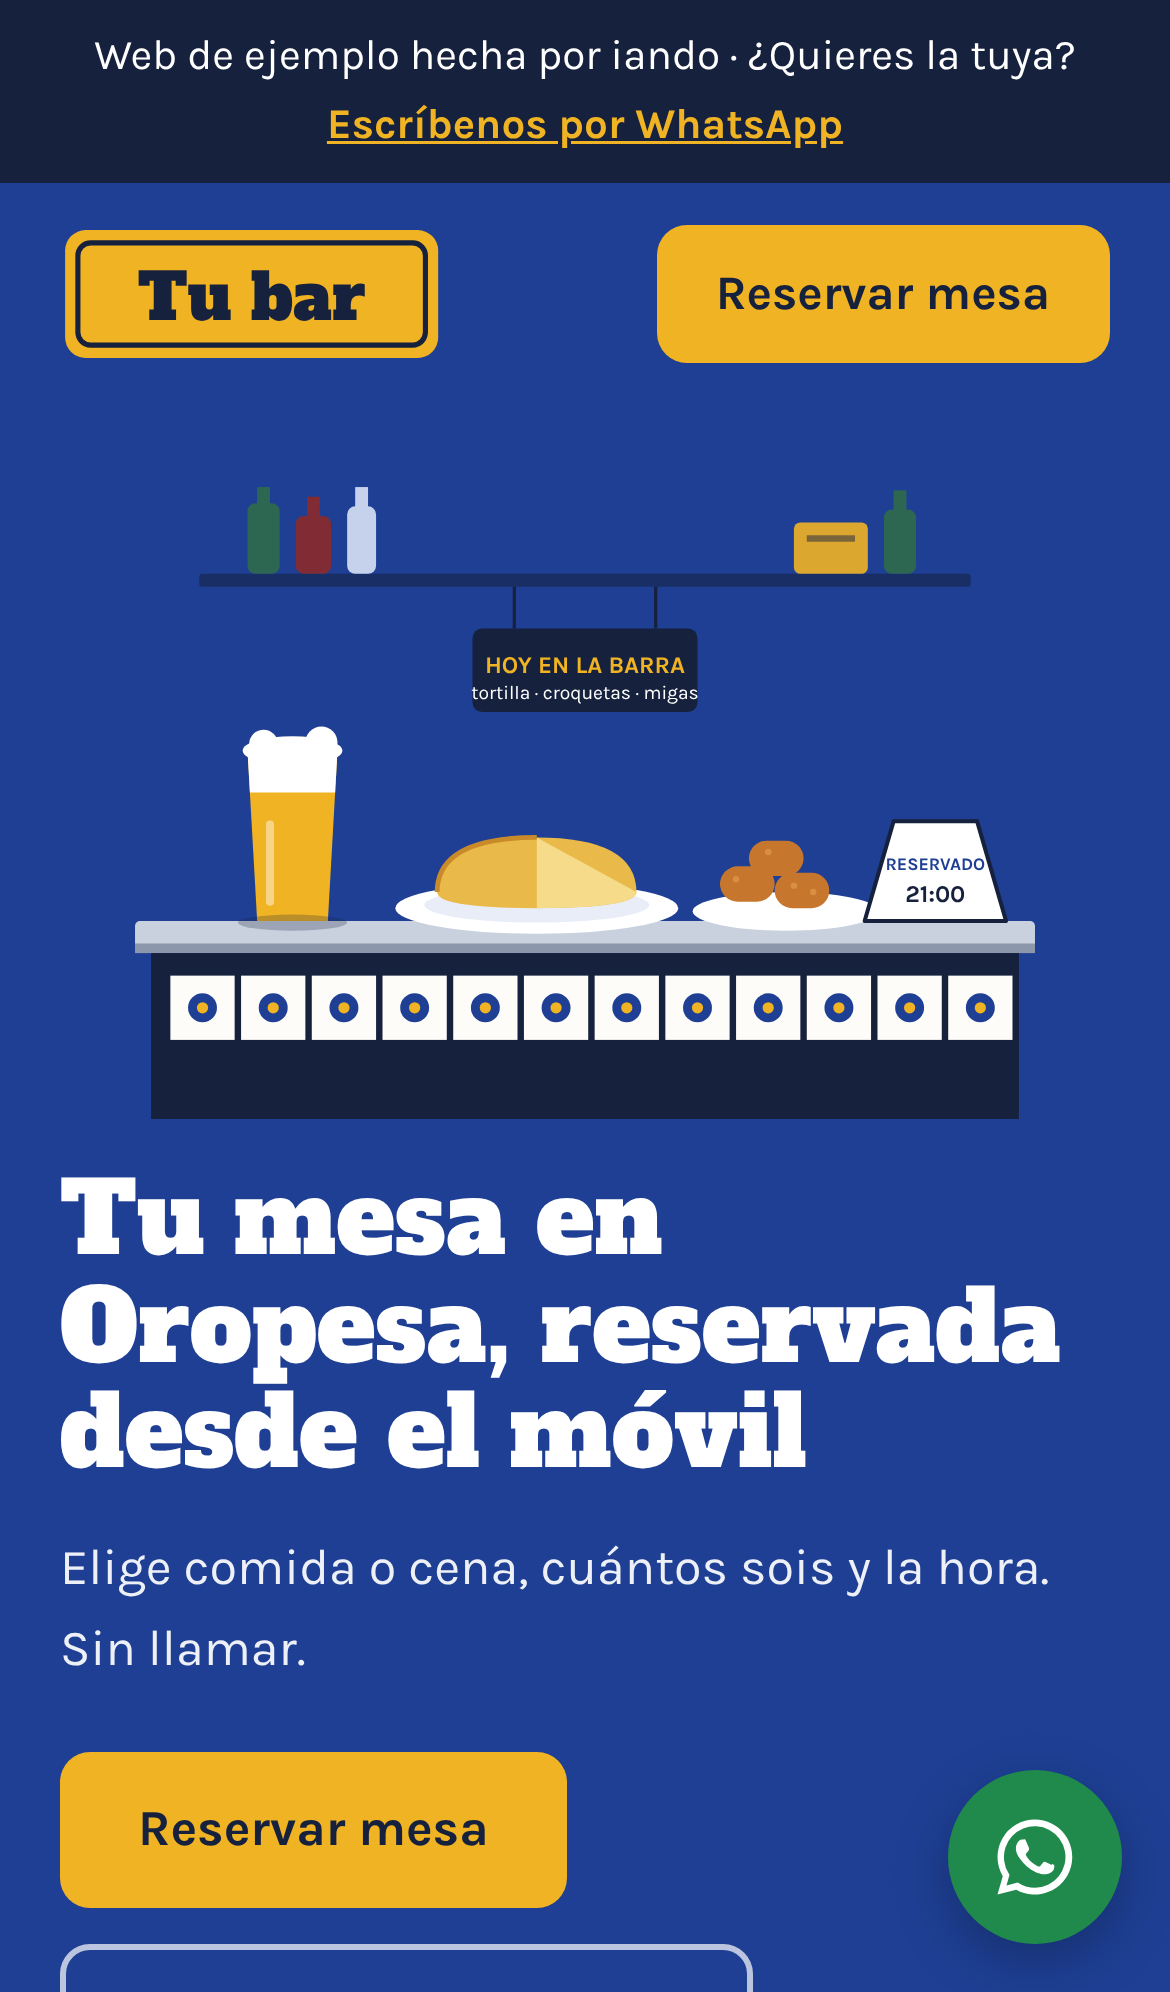 Web de ejemplo hecha por iando · ¿Quieres la tuya?
Escríbenos por WhatsApp
Tu bar
Reservar mesa
HOY EN LA BARRA
tortilla · croquetas · migas
RESERVADO
21:00
Tu mesa en
Oropesa, reservada
desde el móvil
Elige comida o cena, cuántos sois y la hora.
Sin llamar.
Reservar mesa